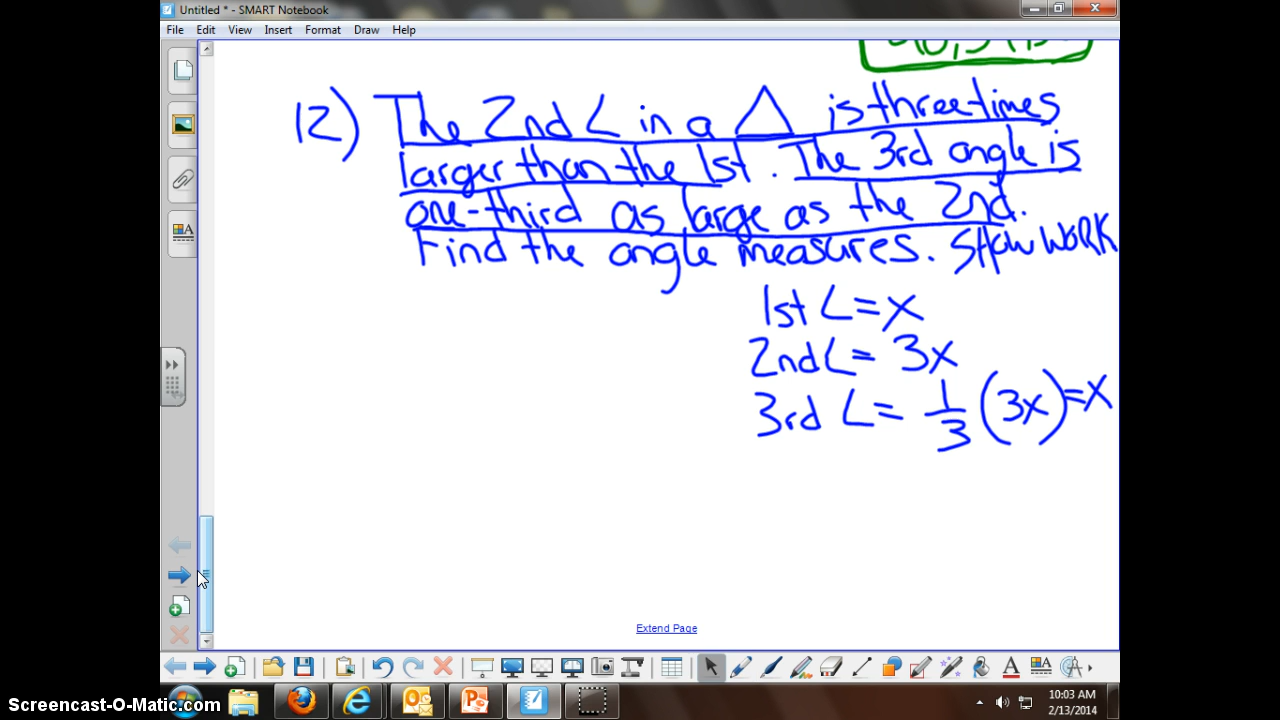 Untitled * - SMART Notebook
File Edit View Insert Format Draw Help
12) The 2nd ∠ in a △ is three times
larger than the 1st. The 3rd angle is
one-third as large as the 2nd.
Find the angle measures. SHOW WORK
1st ∠ = x
2nd ∠ = 3x
3rd ∠ = 1/3 (3x) = x
Extend Page
10:03 AM
2/13/2014
Screencast-O-Matic.com